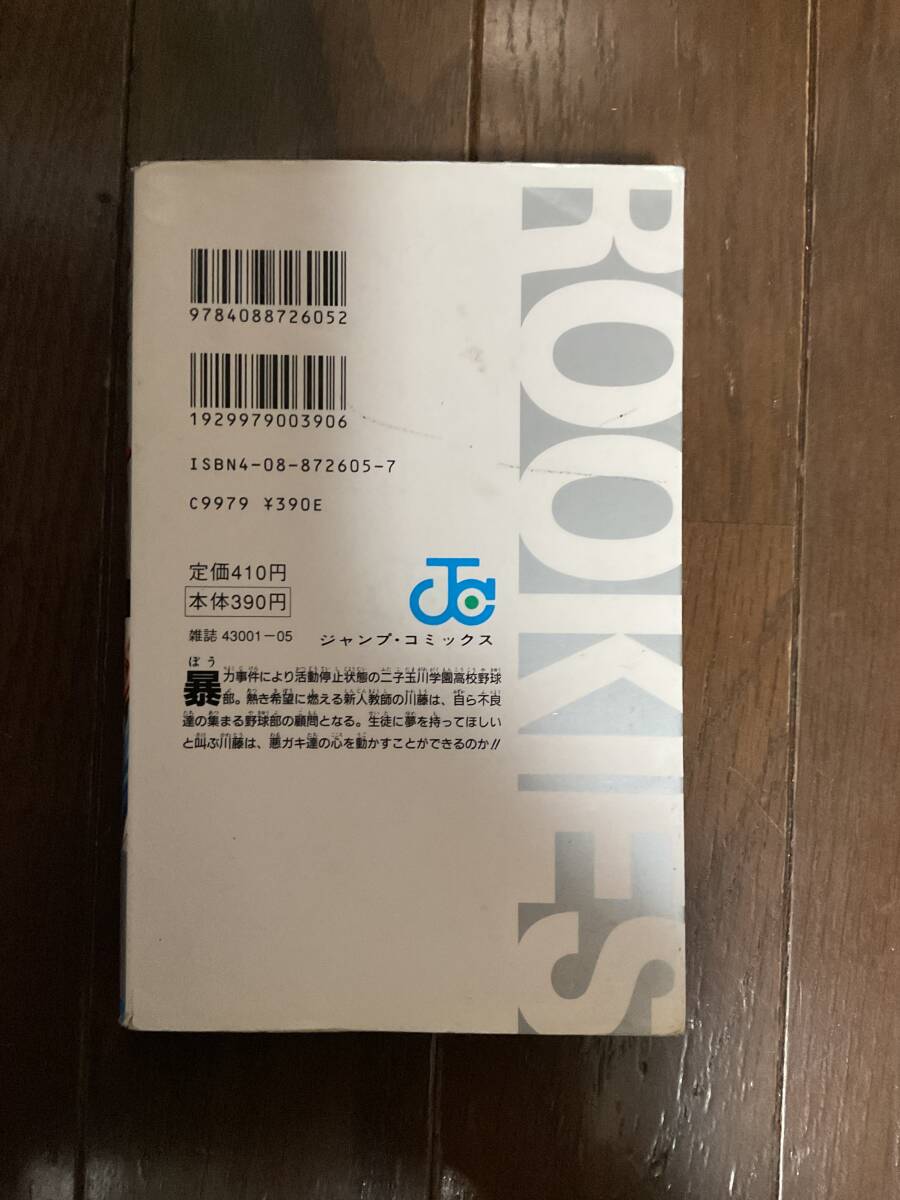 ROOKIES
9784088726052
1929979003906
ISBN4-08-872605-7
C9979 ¥390E
定価410円
本体390円
雑誌 43001-05
ジャンプ・コミックス
ぼう
暴力事件により活動停止状態の二子玉川学園高校野球
部。熱き希望に燃える新人教師の川藤は、自ら不良
達の集まる野球部の顧問となる。生徒に夢を持ってほしい
と叫ぶ川藤は、悪ガキ達の心を動かすことができるのか!!